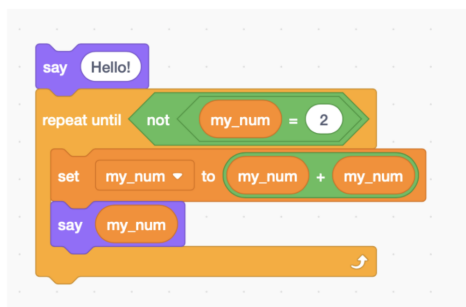 say Hello!
repeat until not my_num = 2
set my_num to my_num + my_num
say my_num